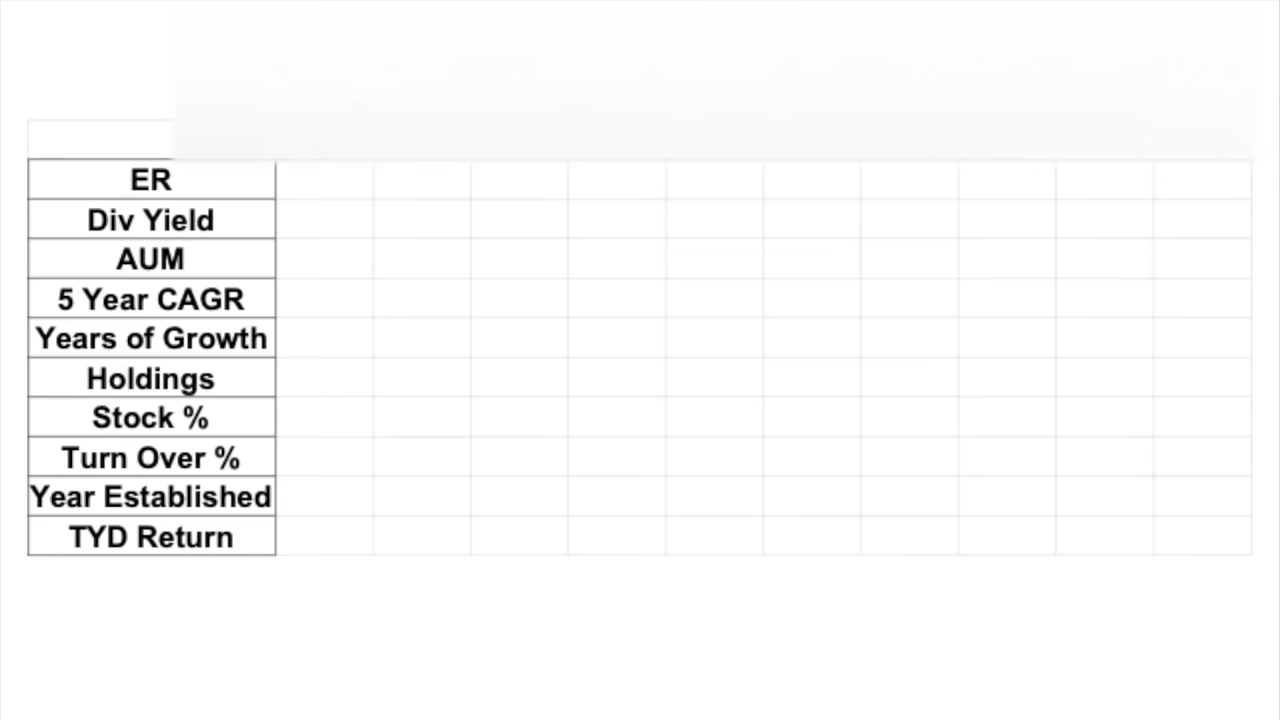 ER
Div Yield
AUM
5 Year CAGR
Years of Growth
Holdings
Stock %
Turn Over %
Year Established
TYD Return